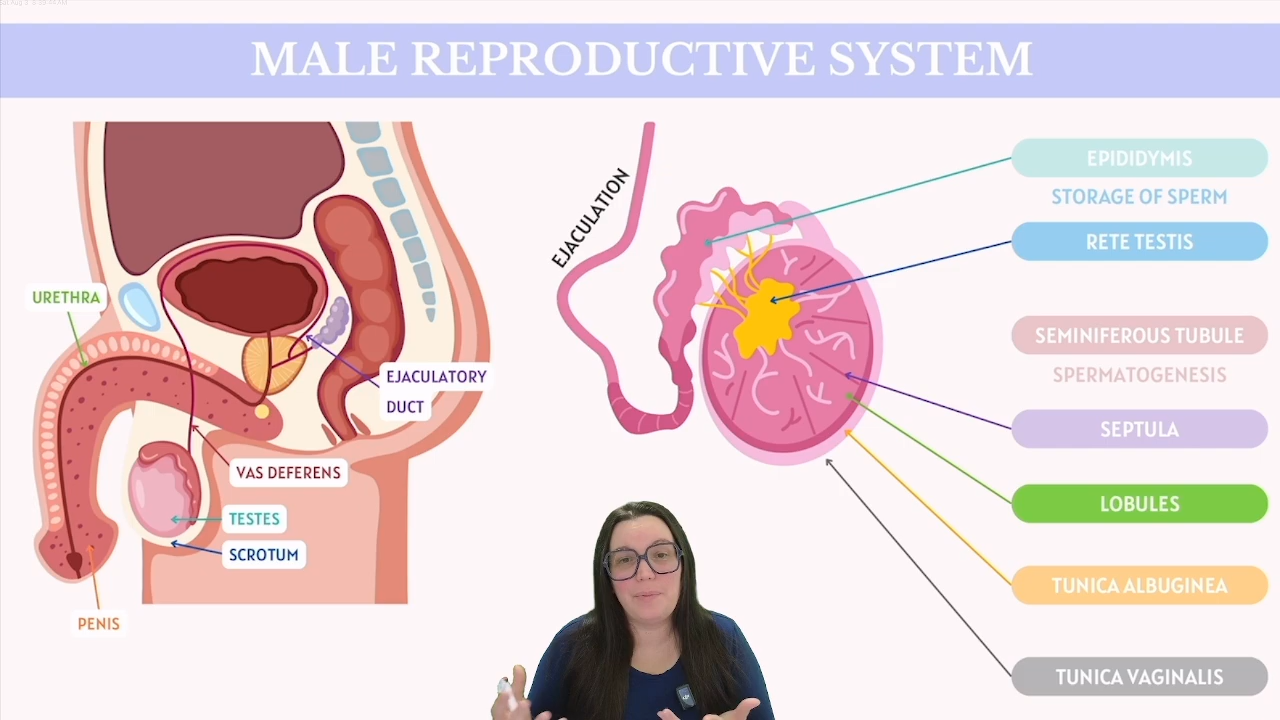 MALE REPRODUCTIVE SYSTEM
URETHRA
EJACULATORY
DUCT
VAS DEFERENS
TESTES
SCROTUM
PENIS
EJACULATION
EPIDIDYMIS
STORAGE OF SPERM
RETE TESTIS
SEMINIFEROUS TUBULE
SPERMATOGENESIS
SEPTULA
LOBULES
TUNICA ALBUGINEA
TUNICA VAGINALIS